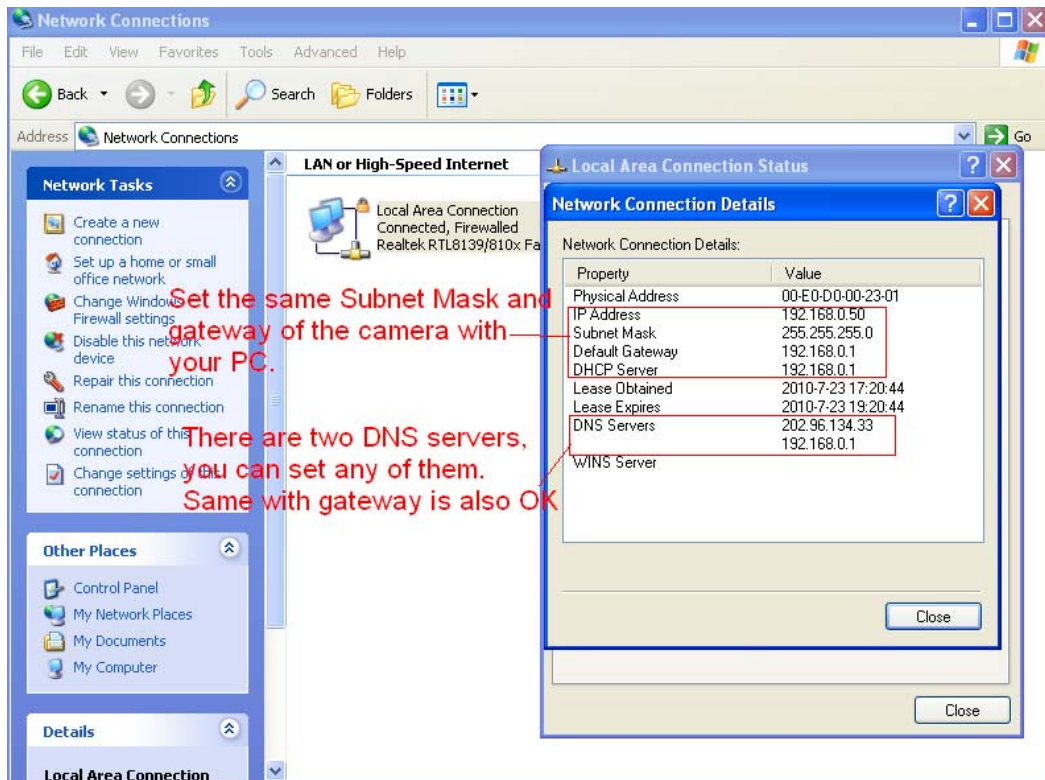 Network Connections
File Edit View Favorites Tools Advanced Help
Back Search Folders
Address Network Connections Go
Network Tasks
Create a new
connection
Set up a home or small
office network
Change Windows
Firewall settings
Disable this network
device
Repair this connection
Rename this connection
View status of this
connection
Change settings of this
connection
Other Places
Control Panel
My Network Places
My Documents
My Computer
Details
Local Area Connection
LAN or High-Speed Internet
Local Area Connection
Connected, Firewalled
Realtek RTL8139/810x Fa
Set the same Subnet Mask and
gateway of the camera with
your PC.
There are two DNS servers,
you can set any of them.
Same with gateway is also OK
Local Area Connection Status
Network Connection Details
Network Connection Details:
Property Value
Physical Address 00-E0-D0-00-23-01
IP Address 192.168.0.50
Subnet Mask 255.255.255.0
Default Gateway 192.168.0.1
DHCP Server 192.168.0.1
Lease Obtained 2010-7-23 17:20:44
Lease Expires 2010-7-23 19:20:44
DNS Servers 202.96.134.33
192.168.0.1
WINS Server
Close
Close